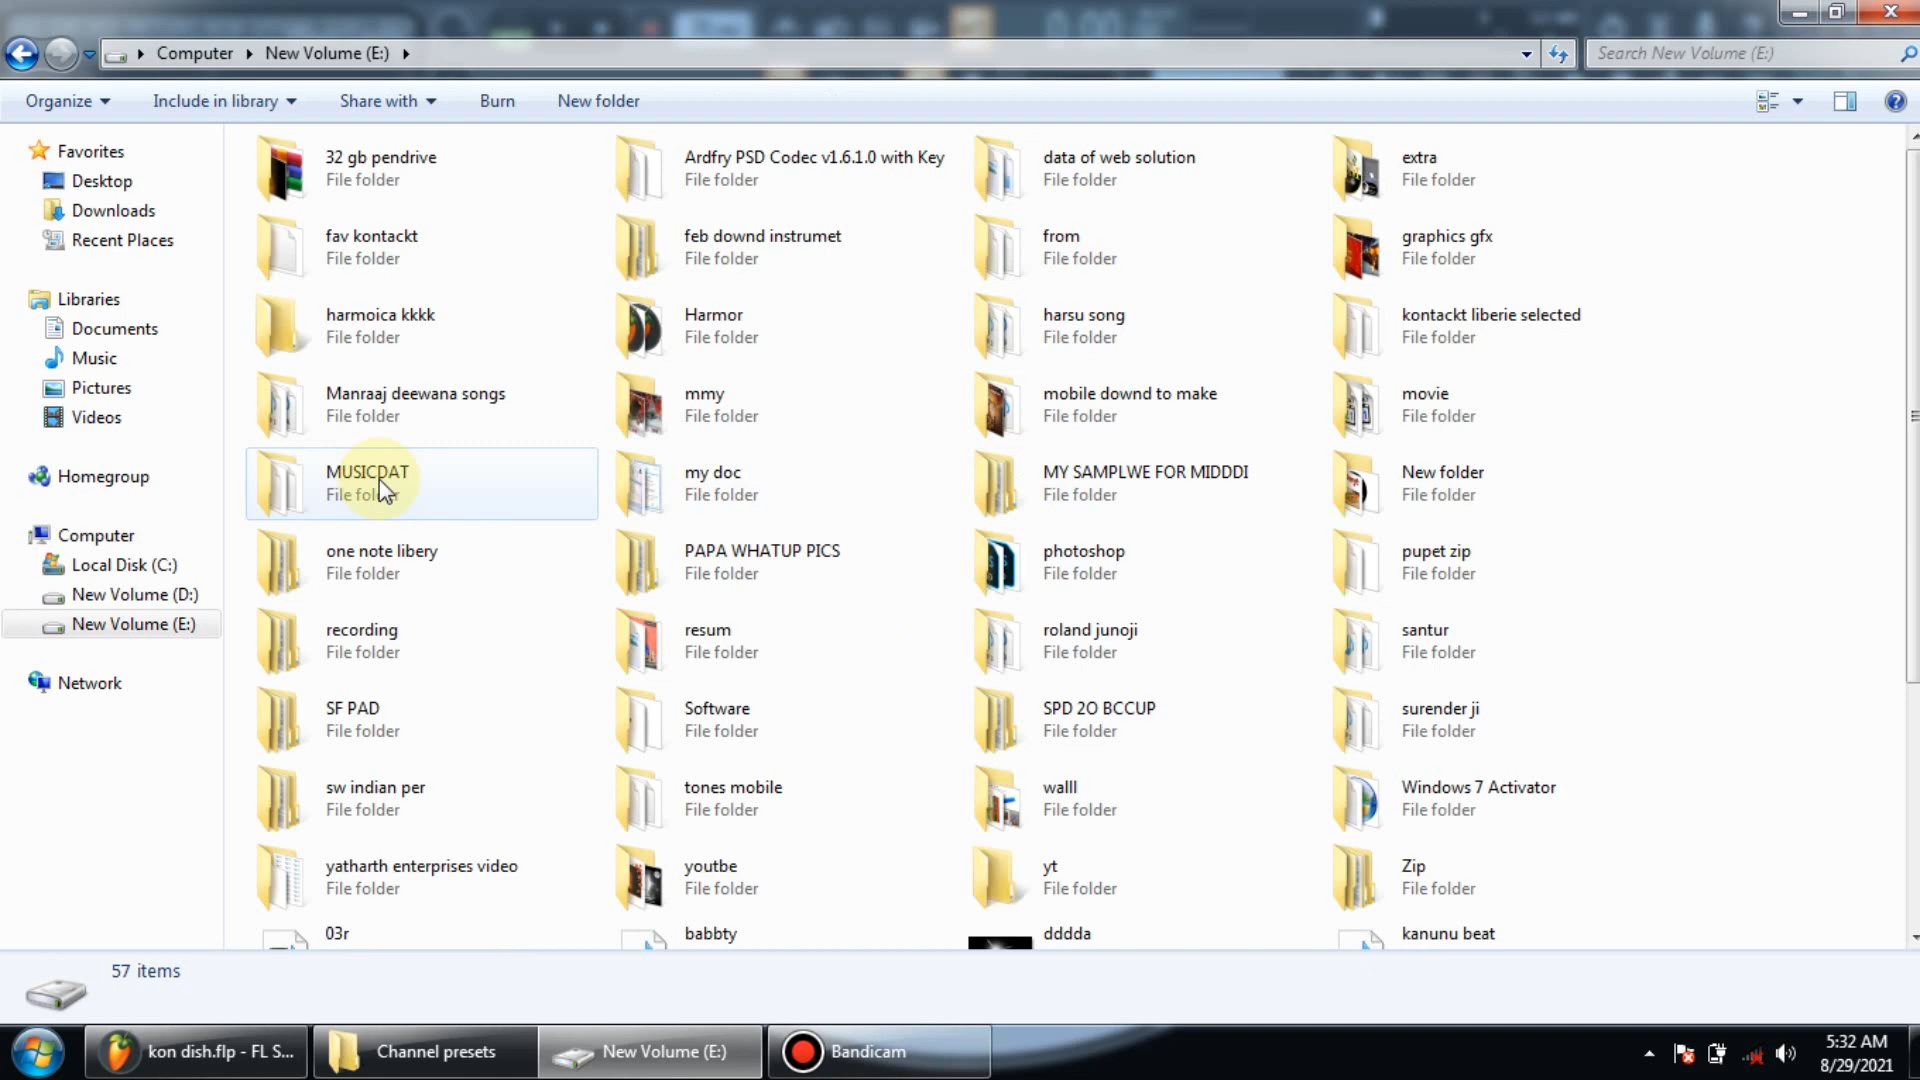 Computer New Volume (E:)
Search New Volume (E:)
Organize Include in library Share with Burn New folder
Favorites
Desktop
Downloads
Recent Places
Libraries
Documents
Music
Pictures
Videos
Homegroup
Computer
Local Disk (C:)
New Volume (D:)
New Volume (E:)
Network
32 gb pendrive
File folder
Ardfry PSD Codec v1.6.1.0 with Key
File folder
data of web solution
File folder
extra
File folder
fav kontackt
File folder
feb downd instrumet
File folder
from
File folder
graphics gfx
File folder
harmoica kkkk
File folder
Harmor
File folder
harsu song
File folder
kontackt liberie selected
File folder
Manraaj deewana songs
File folder
mmy
File folder
mobile downd to make
File folder
movie
File folder
MUSICDAT
File folder
my doc
File folder
MY SAMPLWE FOR MIDDDI
File folder
New folder
File folder
one note libery
File folder
PAPA WHATUP PICS
File folder
photoshop
File folder
pupet zip
File folder
recording
File folder
resum
File folder
roland junoji
File folder
santur
File folder
SF PAD
File folder
Software
File folder
SPD 2O BCCUP
File folder
surender ji
File folder
sw indian per
File folder
tones mobile
File folder
walll
File folder
Windows 7 Activator
File folder
yatharth enterprises video
File folder
youtbe
File folder
yt
File folder
Zip
File folder
03r
babbty
dddda
kanunu beat
57 items
kon dish.flp - FL S...
Channel presets
New Volume (E:)
Bandicam
5:32 AM
8/29/2021